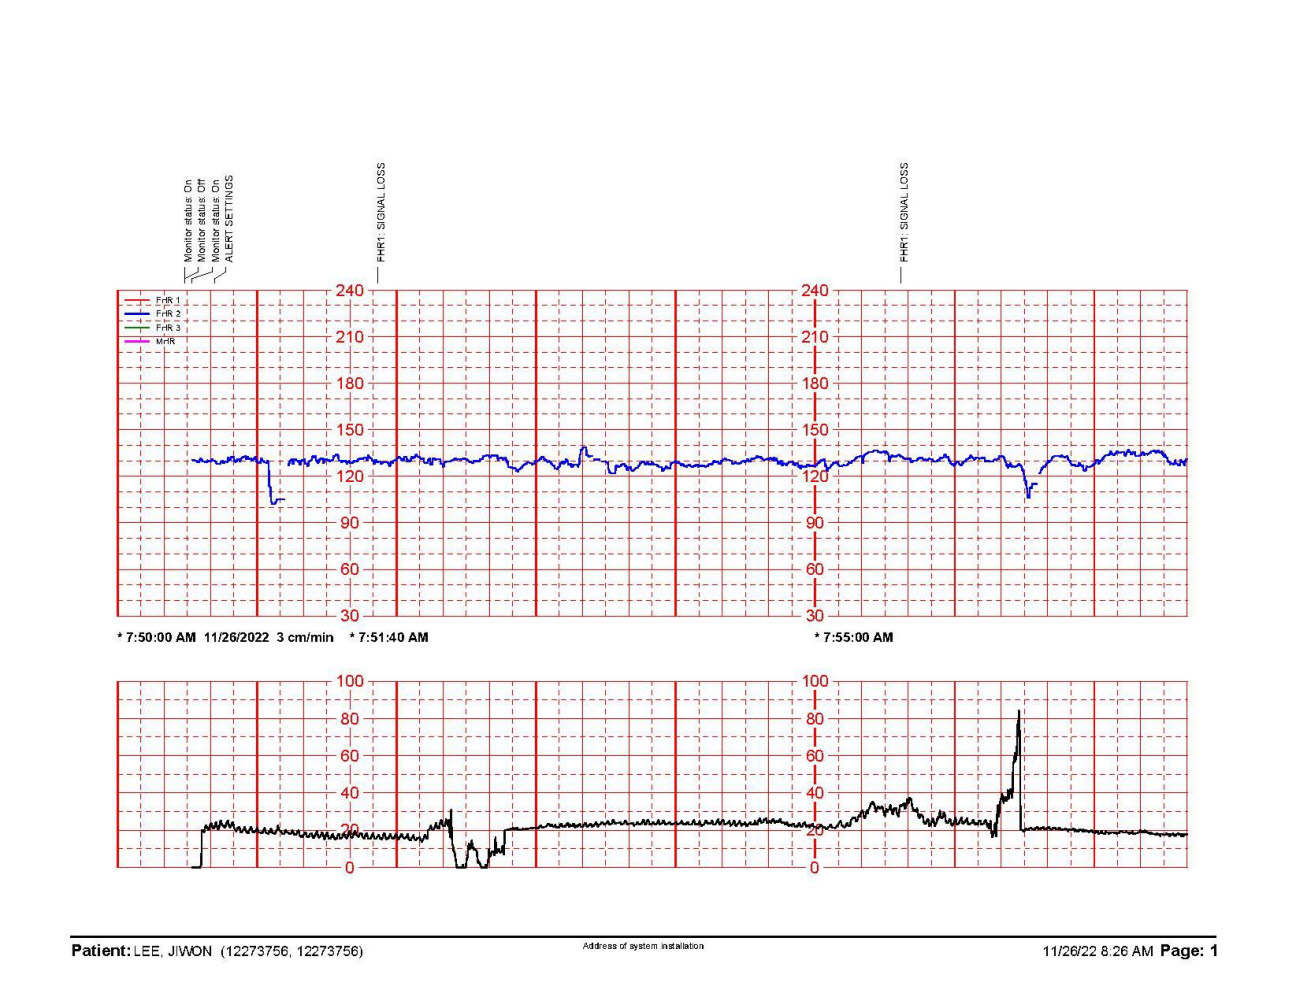 Monitor status: On
Monitor status: Off
Monitor status: On
ALERT SETTINGS
FHR1: SIGNAL LOSS
FHR1: SIGNAL LOSS
FHR 1
FHR 2
FHR 3
MHR
240 240
210 210
180 180
150 150
120 120
90 90
60 60
30 30
* 7:50:00 AM 11/26/2022 3 cm/min * 7:51:40 AM * 7:55:00 AM
100 100
80 80
60 60
40 40
20 20
0 0
Patient: LEE, JIWON (12273756, 12273756) Address of system installation 11/26/22 8:26 AM Page: 1